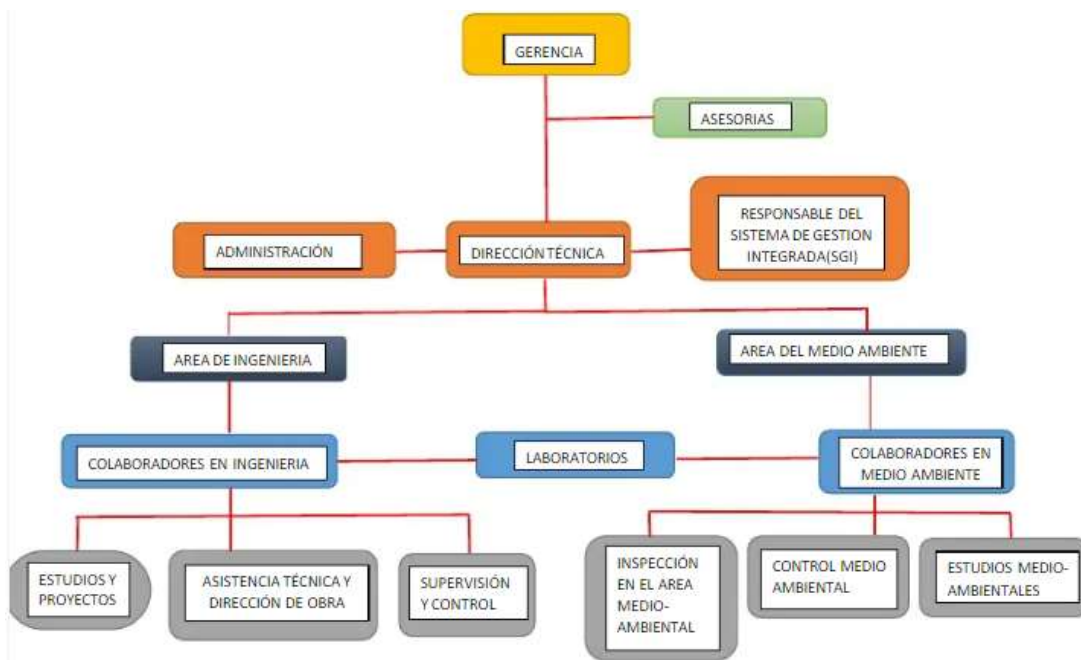 GERENCIA
ASESORIAS
ADMINISTRACIÓN
DIRECCIÓN TÉCNICA
RESPONSABLE DEL
SISTEMA DE GESTION
INTEGRADA(SGI)
AREA DE INGENIERIA
AREA DEL MEDIO AMBIENTE
COLABORADORES EN INGENIERIA
LABORATORIOS
COLABORADORES EN
MEDIO AMBIENTE
ESTUDIOS Y
PROYECTOS
ASISTENCIA TÉCNICA Y
DIRECCIÓN DE OBRA
SUPERVISIÓN
Y CONTROL
INSPECCIÓN
EN EL AREA
MEDIO-
AMBIENTAL
CONTROL MEDIO
AMBIENTAL
ESTUDIOS MEDIO-
AMBIENTALES